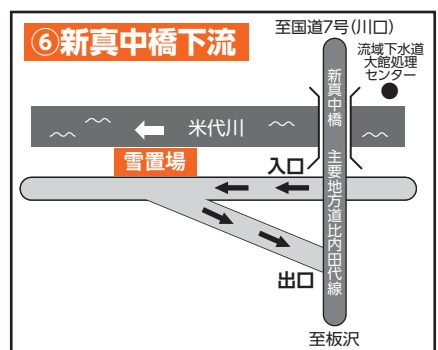 ⑥新真中橋下流
至国道7号(川口)
流域下水道
大館処理
センター
新真中橋
米代川
雪置場
入口
主要地方道比内田代線
出口
至板沢